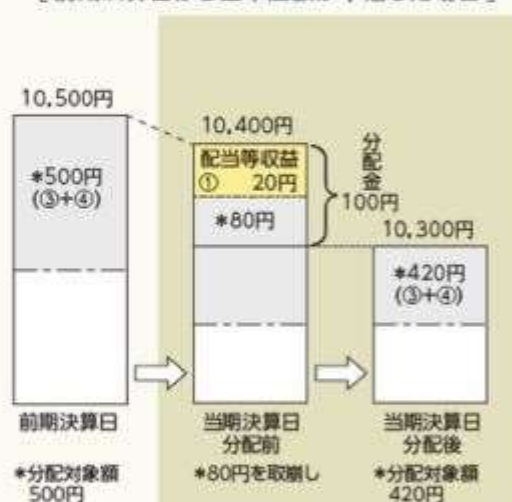 10,500円
*500円
(③+④)
10,400円
配当等収益
① 20円
*80円
分配金
100円
10,300円
*420円
(③+④)
前期決算日
当期決算日
分配前
当期決算日
分配後
*分配対象額
500円
*80円を取崩し
*分配対象額
420円